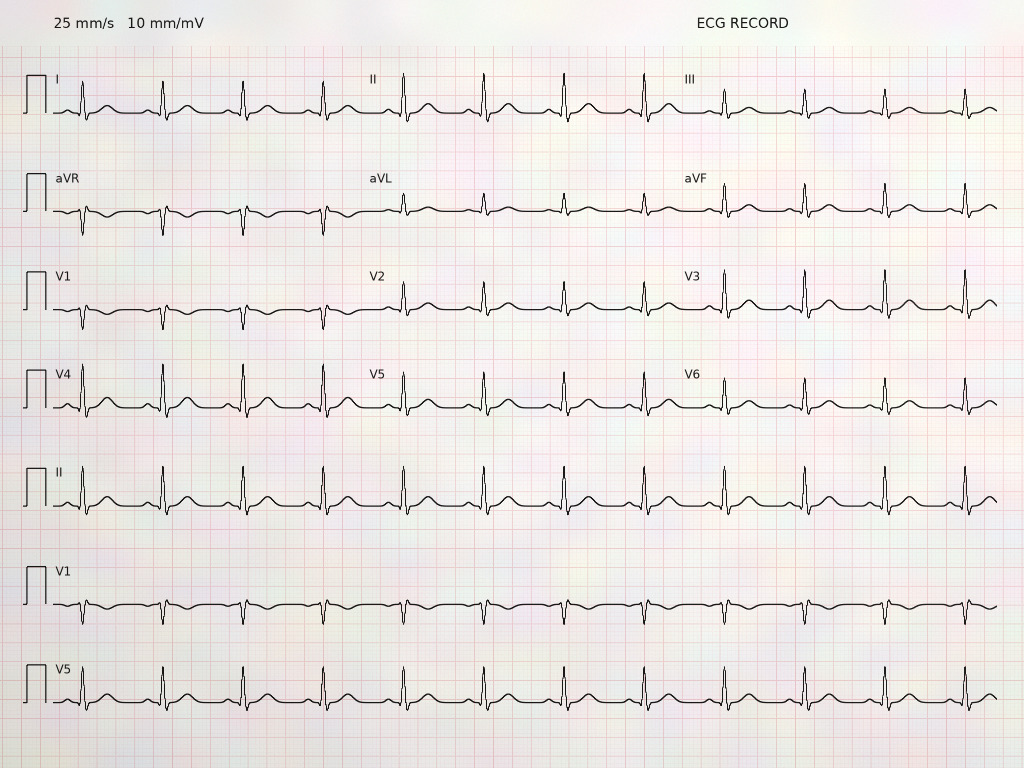 25 mm/s   10 mm/mV   ECG RECORD
I   II   III
aVR   aVL   aVF
V1   V2   V3
V4   V5   V6
II
V1
V5